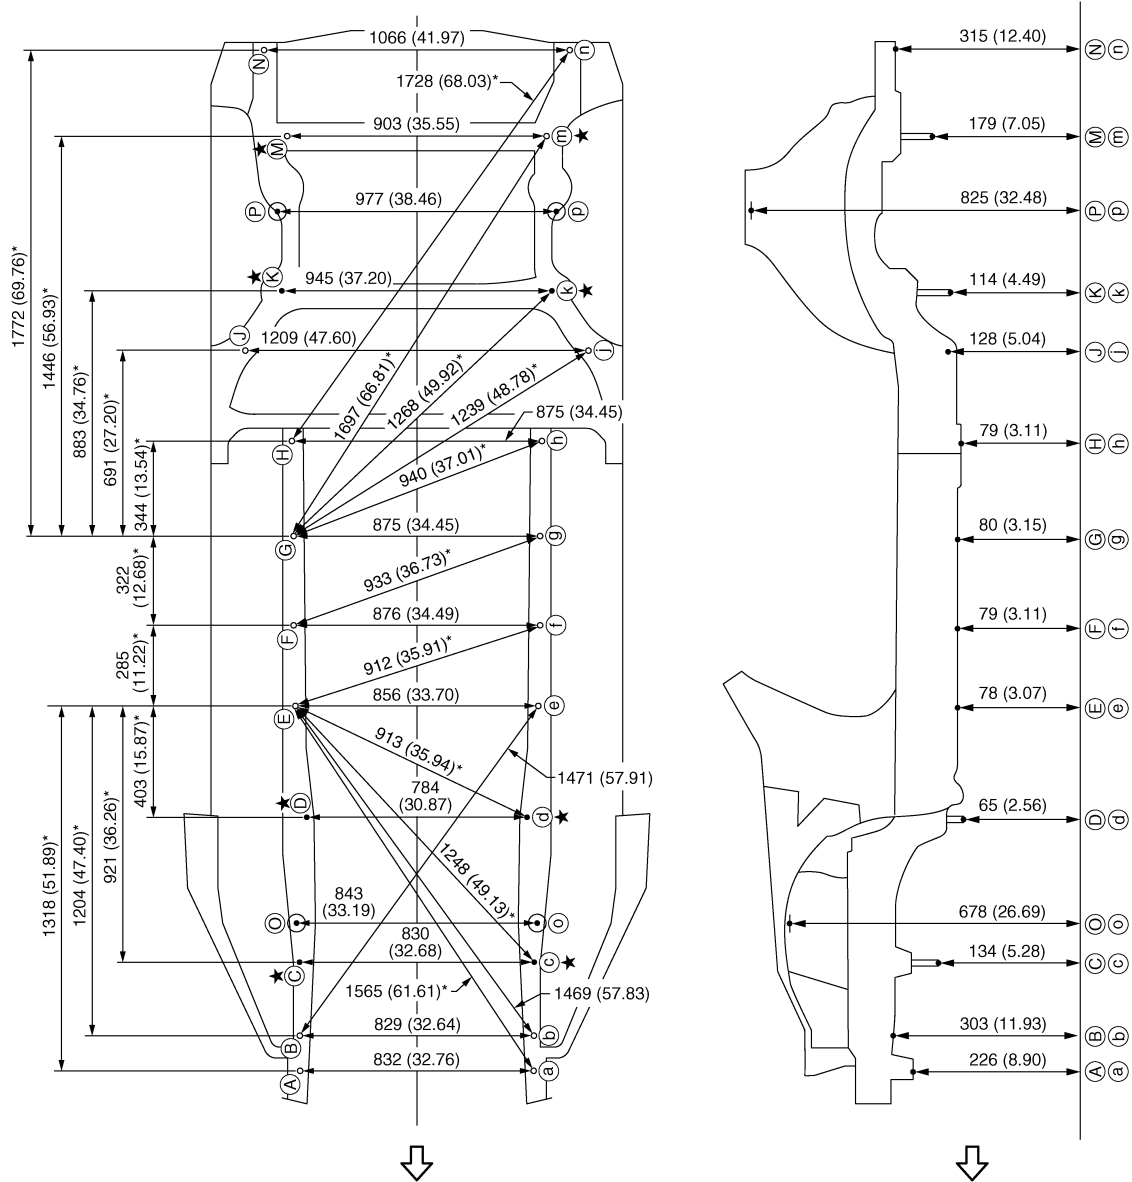 1066 (41.97)
N
n
1728 (68.03)*
903 (35.55)
★
M
m
★
P
977 (38.46)
p
★
K
945 (37.20)
k
★
J
1209 (47.60)
j
1772 (69.76)*
1446 (56.93)*
883 (34.76)*
691 (27.20)*
344 (13.54)*
1697 (66.81)*
1268 (49.92)*
1239 (48.78)*
875 (34.45)
H
h
940 (37.01)*
G
875 (34.45)
g
322
(12.68)*
933 (36.73)*
F
876 (34.49)
f
285
(11.22)*
912 (35.91)*
E
856 (33.70)
e
403 (15.87)*
921 (36.26)*
1204 (47.40)*
1318 (51.89)*
913 (35.94)*
1471 (57.91)
784
(30.87)
★
D
d
★
1248 (49.13)*
843
(33.19)
O
o
830
(32.68)
★
C
c
★
1565 (61.61)*
1469 (57.83)
B
829 (32.64)
b
A
832 (32.76)
a
315 (12.40)
N n
179 (7.05)
M m
825 (32.48)
P p
114 (4.49)
K k
128 (5.04)
J j
79 (3.11)
H h
80 (3.15)
G g
79 (3.11)
F f
78 (3.07)
E e
65 (2.56)
D d
678 (26.69)
O o
134 (5.28)
C c
303 (11.93)
B b
226 (8.90)
A a